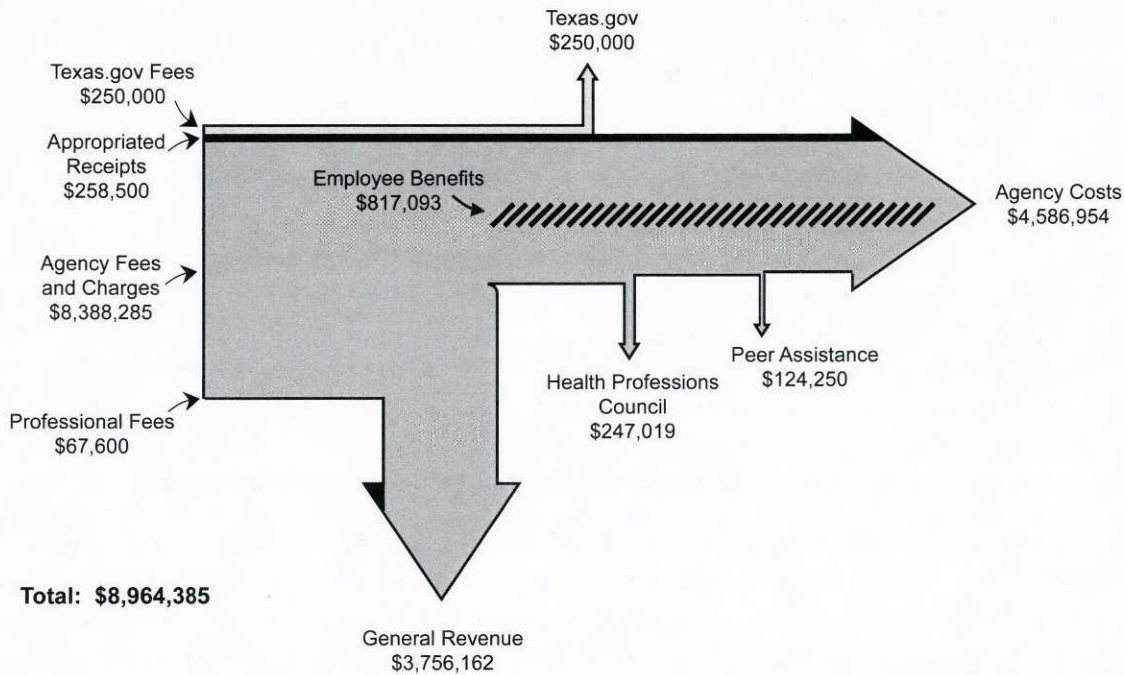 Texas.gov
$250,000
Texas.gov Fees
$250,000
Appropriated
Receipts
$258,500
Employee Benefits
$817,093
Agency Costs
$4,586,954
Agency Fees
and Charges
$8,388,285
Peer Assistance
$124,250
Health Professions
Council
$247,019
Professional Fees
$67,600
Total: $8,964,385
General Revenue
$3,756,162